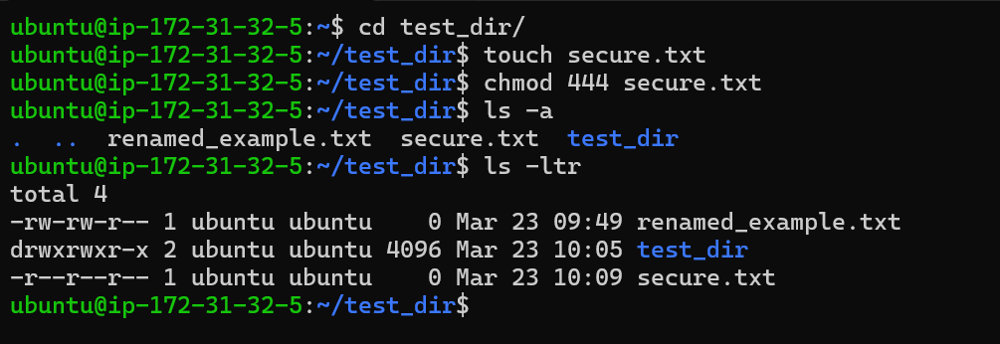 ubuntu@ip-172-31-32-5:~$ cd test_dir/
ubuntu@ip-172-31-32-5:~/test_dir$ touch secure.txt
ubuntu@ip-172-31-32-5:~/test_dir$ chmod 444 secure.txt
ubuntu@ip-172-31-32-5:~/test_dir$ ls -a
.  ..  renamed_example.txt  secure.txt  test_dir
ubuntu@ip-172-31-32-5:~/test_dir$ ls -ltr
total 4
-rw-rw-r-- 1 ubuntu ubuntu    0 Mar 23 09:49 renamed_example.txt
drwxrwxr-x 2 ubuntu ubuntu 4096 Mar 23 10:05 test_dir
-r--r--r-- 1 ubuntu ubuntu    0 Mar 23 10:09 secure.txt
ubuntu@ip-172-31-32-5:~/test_dir$